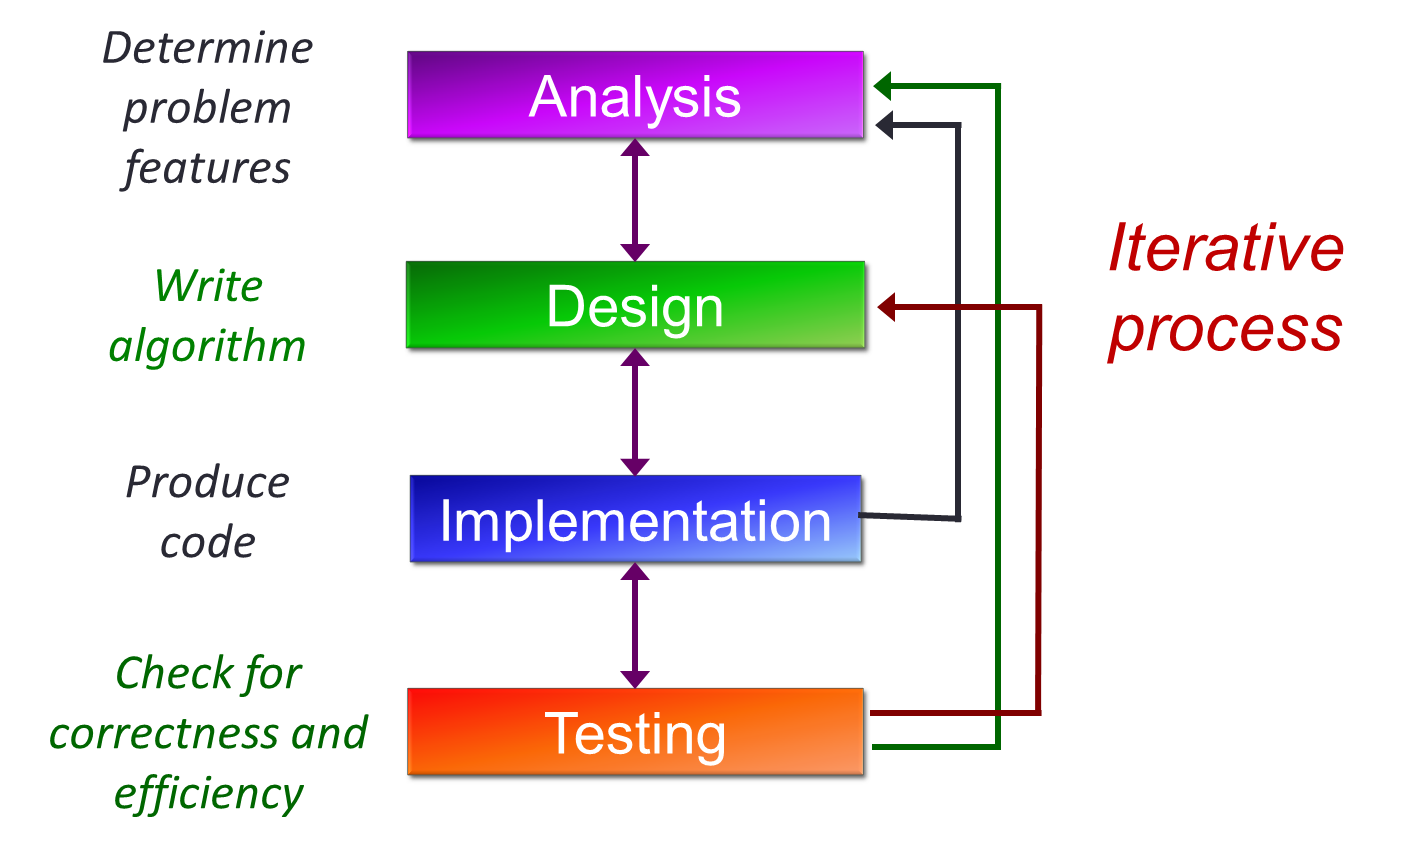 Determine
problem
features
Analysis
Write
algorithm
Design
Iterative
process
Produce
code
Implementation
Check for
correctness and
efficiency
Testing